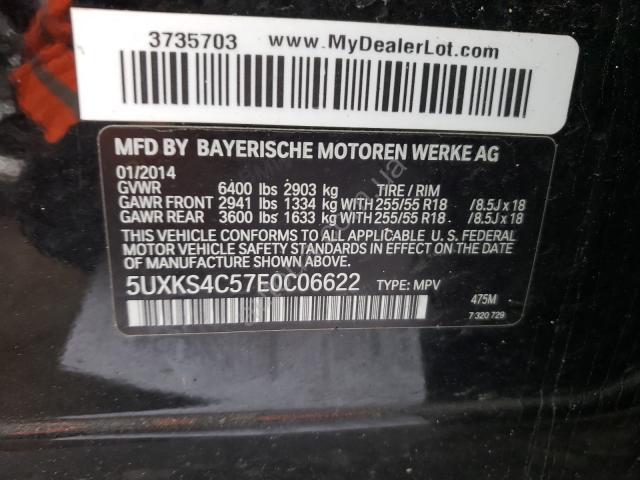 3735703 www.MyDealerLot.com
MFD BY BAYERISCHE MOTOREN WERKE AG
01/2014
GVWR 6400 lbs 2903 kg TIRE / RIM
GAWR FRONT 2941 lbs 1334 kg WITH 255/55 R18 /8.5J x 18
GAWR REAR 3600 lbs 1633 kg WITH 255/55 R18 /8.5J x 18
THIS VEHICLE CONFORMS TO ALL APPLICABLE U.S. FEDERAL
MOTOR VEHICLE SAFETY STANDARDS IN EFFECT ON THE
DATE OF MANUFACTURE SHOWN ABOVE.
5UXKS4C57E0C06622 TYPE: MPV
475M
7 320 729